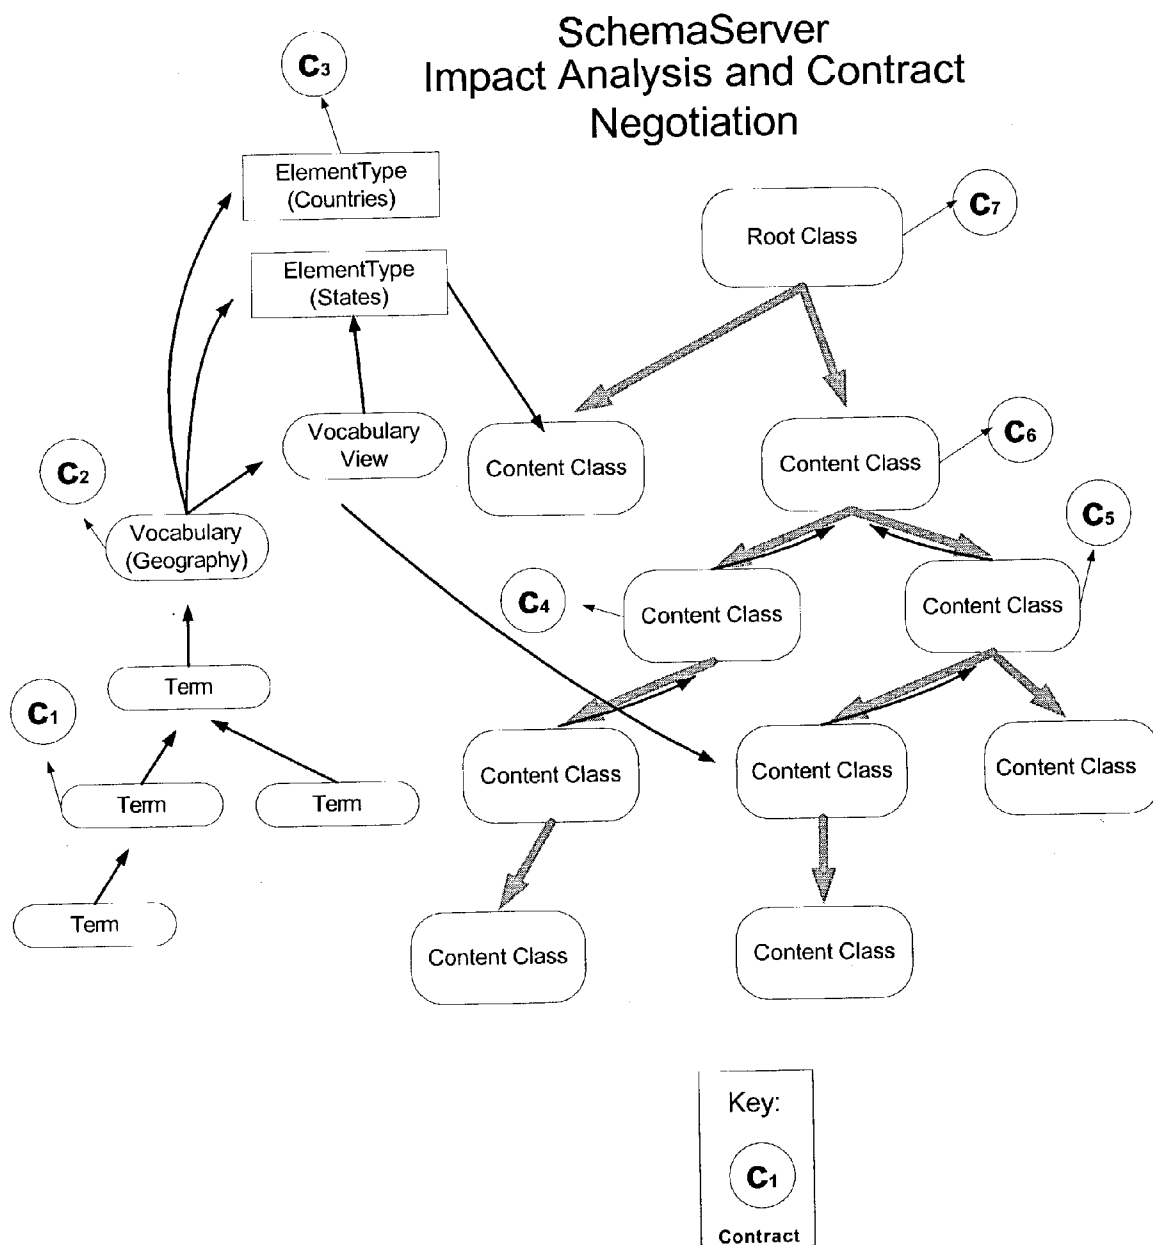 SchemaServer
Impact Analysis and Contract
Negotiation
C3
ElementType
(Countries)
C7
Root Class
ElementType
(States)
C6
Vocabulary
View
Content Class
Content Class
C2
C5
Vocabulary
(Geography)
C4
Content Class
Content Class
Term
C1
Content Class
Content Class
Content Class
Term
Term
Term
Content Class
Content Class
Key:
C1
Contract